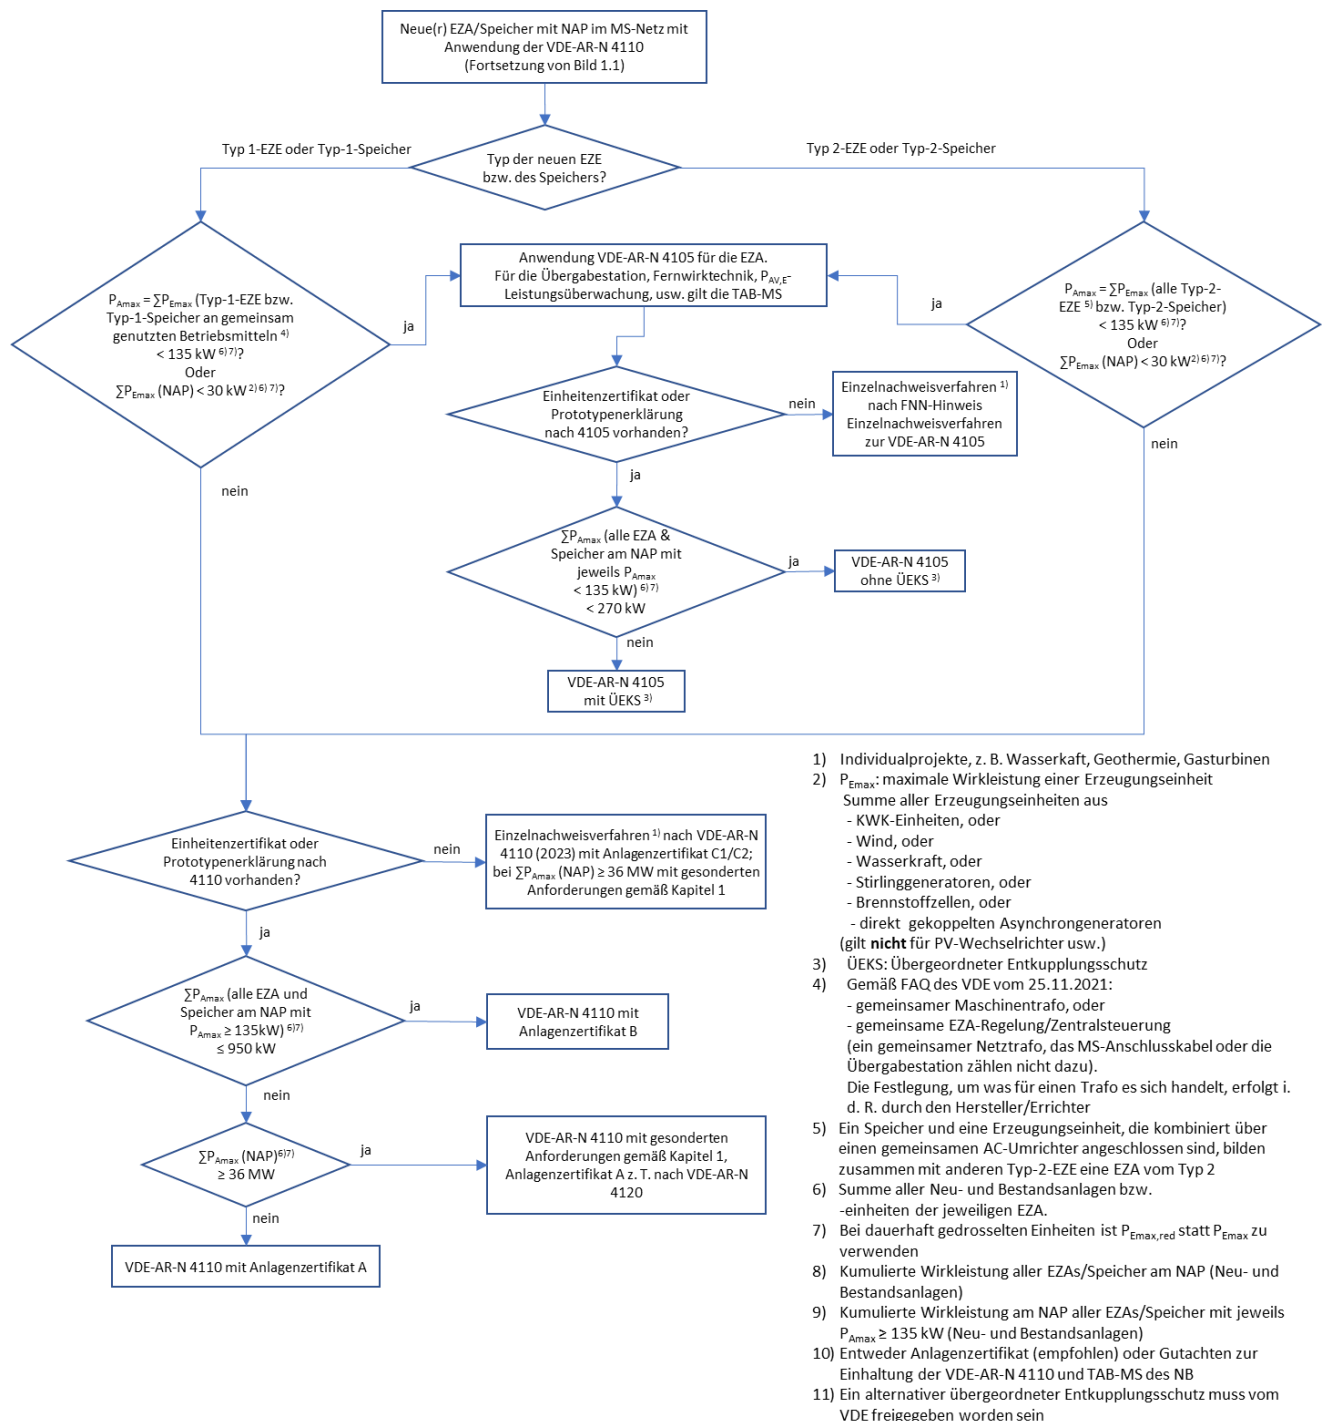 Neue(r) EZA/Speicher mit NAP im MS-Netz mit
Anwendung der VDE-AR-N 4110
(Fortsetzung von Bild 1.1)
Typ 1-EZE oder Typ-1-Speicher
Typ 2-EZE oder Typ-2-Speicher
Typ der neuen EZE
bzw. des Speichers?
P_Amax = ∑P_Emax (Typ-1-EZE bzw.
Typ-1-Speicher an gemeinsam
genutzten Betriebsmitteln 4)
< 135 kW 6) 7)?
Oder
∑P_Emax (NAP) < 30 kW 2) 6) 7)?
ja
nein
Anwendung VDE-AR-N 4105 für die EZA.
Für die Übergabestation, Fernwirktechnik, P_AV,E-
Leistungsüberwachung, usw. gilt die TAB-MS
P_Amax = ∑P_Emax (alle Typ-2-
EZE 5) bzw. Typ-2-Speicher)
< 135 kW 6) 7)?
Oder
∑P_Emax (NAP) < 30 kW 2) 6) 7)?
ja
nein
Einheitenzertifikat oder
Prototypenerklärung
nach 4105 vorhanden?
nein
Einzelnachweisverfahren 1)
nach FNN-Hinweis
Einzelnachweisverfahren
zur VDE-AR-N 4105
ja
∑P_Amax (alle EZA &
Speicher am NAP mit
jeweils P_Amax
< 135 kW) 6) 7)
< 270 kW
ja
VDE-AR-N 4105
ohne ÜEKS 3)
nein
VDE-AR-N 4105
mit ÜEKS 3)
Einheitenzertifikat oder
Prototypenerklärung nach
4110 vorhanden?
nein
Einzelnachweisverfahren 1) nach VDE-AR-N
4110 (2023) mit Anlagenzertifikat C1/C2;
bei ∑P_Amax (NAP) ≥ 36 MW mit gesonderten
Anforderungen gemäß Kapitel 1
ja
∑P_Amax (alle EZA und
Speicher am NAP mit
P_Amax ≥ 135kW) 6)7)
≤ 950 kW
ja
VDE-AR-N 4110 mit
Anlagenzertifikat B
nein
∑P_Amax (NAP) 6)7)
≥ 36 MW
ja
VDE-AR-N 4110 mit gesonderten
Anforderungen gemäß Kapitel 1,
Anlagenzertifikat A z. T. nach VDE-AR-N
4120
nein
VDE-AR-N 4110 mit Anlagenzertifikat A
1) Individualprojekte, z. B. Wasserkaft, Geothermie, Gasturbinen
2) P_Emax: maximale Wirkleistung einer Erzeugungseinheit
Summe aller Erzeugungseinheiten aus
- KWK-Einheiten, oder
- Wind, oder
- Wasserkraft, oder
- Stirlinggeneratoren, oder
- Brennstoffzellen, oder
- direkt gekoppelten Asynchrongeneratoren
(gilt nicht für PV-Wechselrichter usw.)
3) ÜEKS: Übergeordneter Entkupplungsschutz
4) Gemäß FAQ des VDE vom 25.11.2021:
- gemeinsamer Maschinentrafo, oder
- gemeinsame EZA-Regelung/Zentralsteuerung
(ein gemeinsamer Netztrafo, das MS-Anschlusskabel oder die
Übergabestation zählen nicht dazu).
Die Festlegung, um was für einen Trafo es sich handelt, erfolgt i.
d. R. durch den Hersteller/Errichter
5) Ein Speicher und eine Erzeugungseinheit, die kombiniert über
einen gemeinsamen AC-Umrichter angeschlossen sind, bilden
zusammen mit anderen Typ-2-EZE eine EZA vom Typ 2
6) Summe aller Neu- und Bestandsanlagen bzw.
-einheiten der jeweiligen EZA.
7) Bei dauerhaft gedrosselten Einheiten ist P_Emax,red statt P_Emax zu
verwenden
8) Kumulierte Wirkleistung aller EZAs/Speicher am NAP (Neu- und
Bestandsanlagen)
9) Kumulierte Wirkleistung am NAP aller EZAs/Speicher mit jeweils
P_Amax ≥ 135 kW (Neu- und Bestandsanlagen)
10) Entweder Anlagenzertifikat (empfohlen) oder Gutachten zur
Einhaltung der VDE-AR-N 4110 und TAB-MS des NB
11) Ein alternativer übergeordneter Entkupplungsschutz muss vom
VDE freigegeben worden sein